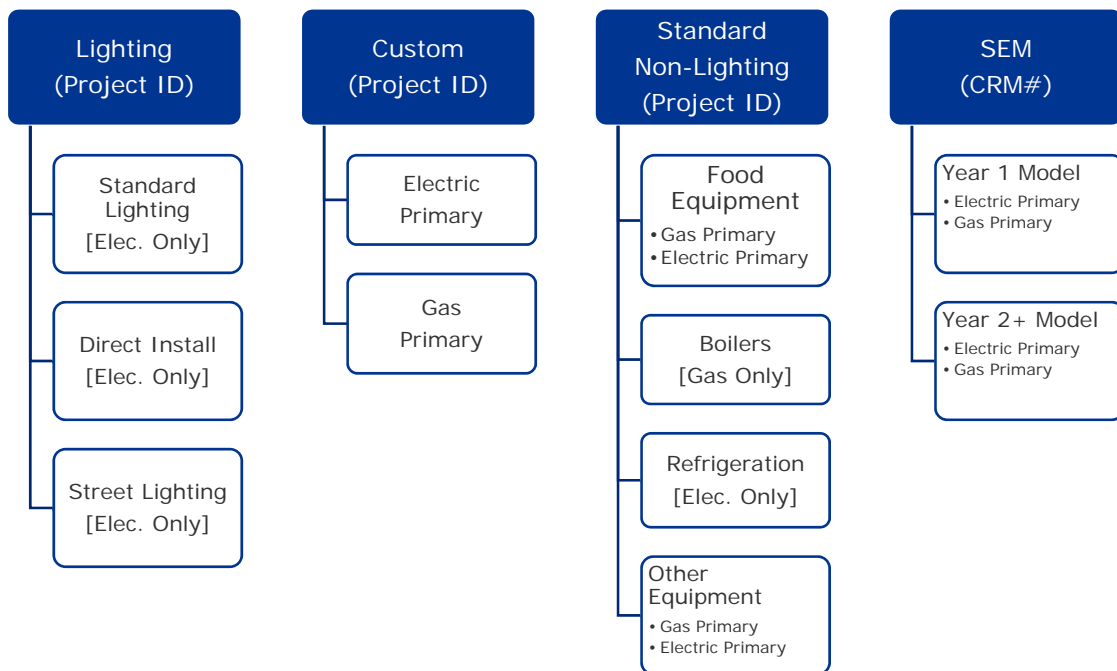 Lighting
(Project ID)
Standard
Lighting
[Elec. Only]
Direct Install
[Elec. Only]
Street Lighting
[Elec. Only]
Custom
(Project ID)
Electric
Primary
Gas
Primary
Standard
Non-Lighting
(Project ID)
Food
Equipment
• Gas Primary
• Electric Primary
Boilers
[Gas Only]
Refrigeration
[Elec. Only]
Other
Equipment
• Gas Primary
• Electric Primary
SEM
(CRM#)
Year 1 Model
• Electric Primary
• Gas Primary
Year 2+ Model
• Electric Primary
• Gas Primary